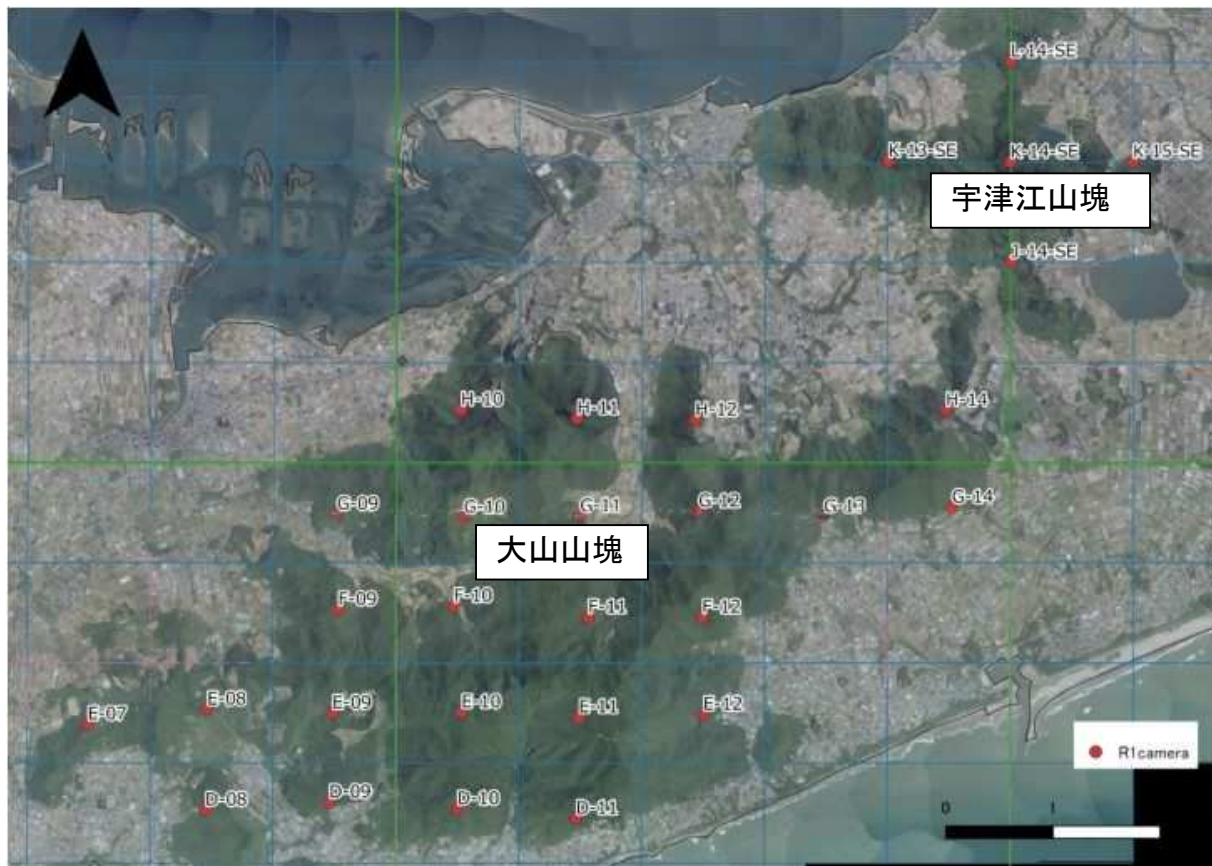 L-14-SE
K-13-SE
K-14-SE
K-15-SE
宇津江山塊
J-14-SE
H-10
H-11
H-12
H-14
G-09
G-10
G-11
G-12
G-13
G-14
大山山塊
F-09
F-10
F-11
F-12
E-07
E-08
E-09
E-10
E-11
E-12
R1camera
D-08
D-09
D-10
D-11
0 1